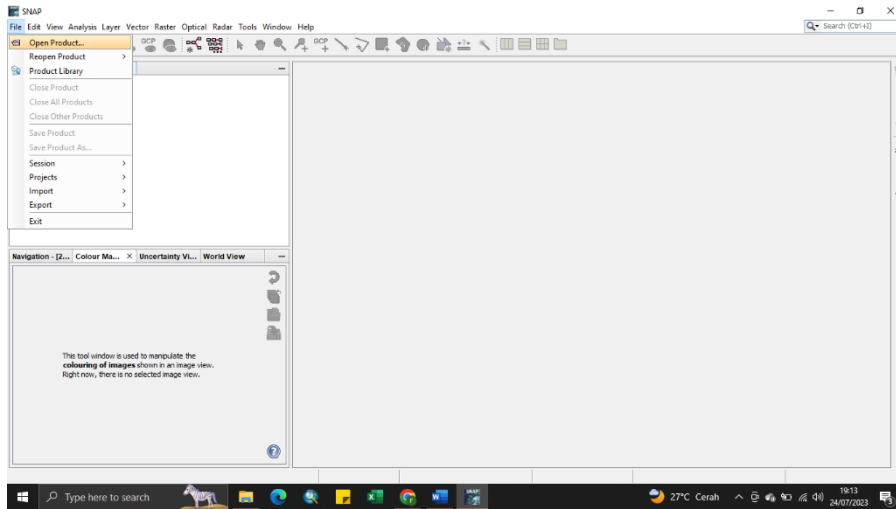 SNAP
File Edit View Analysis Layer Vector Raster Optical Radar Tools Window Help
Search (Ctrl+I)
Open Product...
Reopen Product
Product Library
Close Product
Close All Products
Close Other Products
Save Product
Save Product As...
Session
Projects
Import
Export
Exit
GCP
GCP
Navigation - [2... Colour Ma... × Uncertainty Vi... World View
This tool window is used to manipulate the
colouring of images shown in an image view.
Right now, there is no selected image view.
Type here to search
27°C Cerah
19:13
24/07/2023